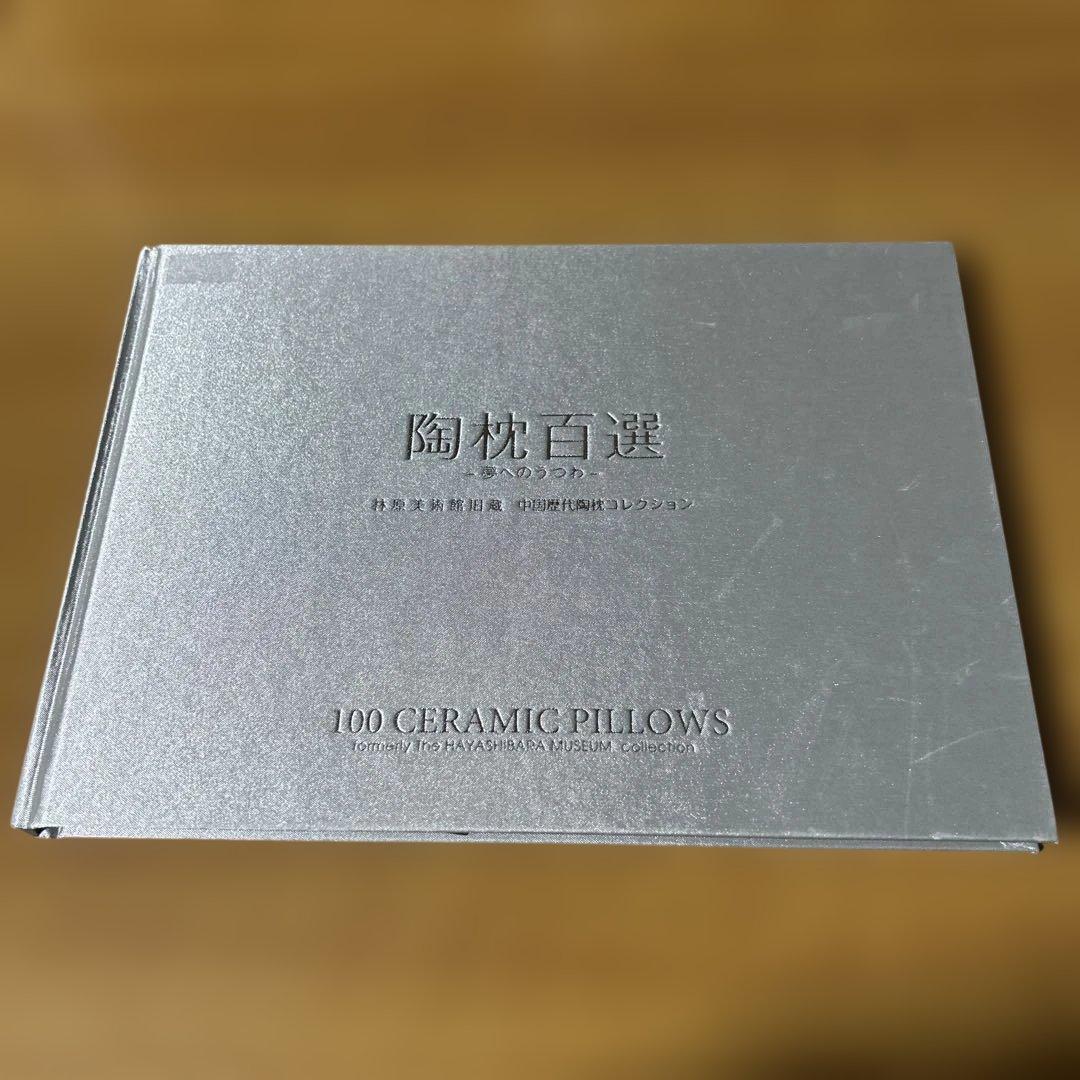 陶枕百選
-夢へのうつわ-
林原美術館旧蔵 中国歴代陶枕コレクション
100 CERAMIC PILLOWS
formerly The HAYASHIBARA MUSEUM collection